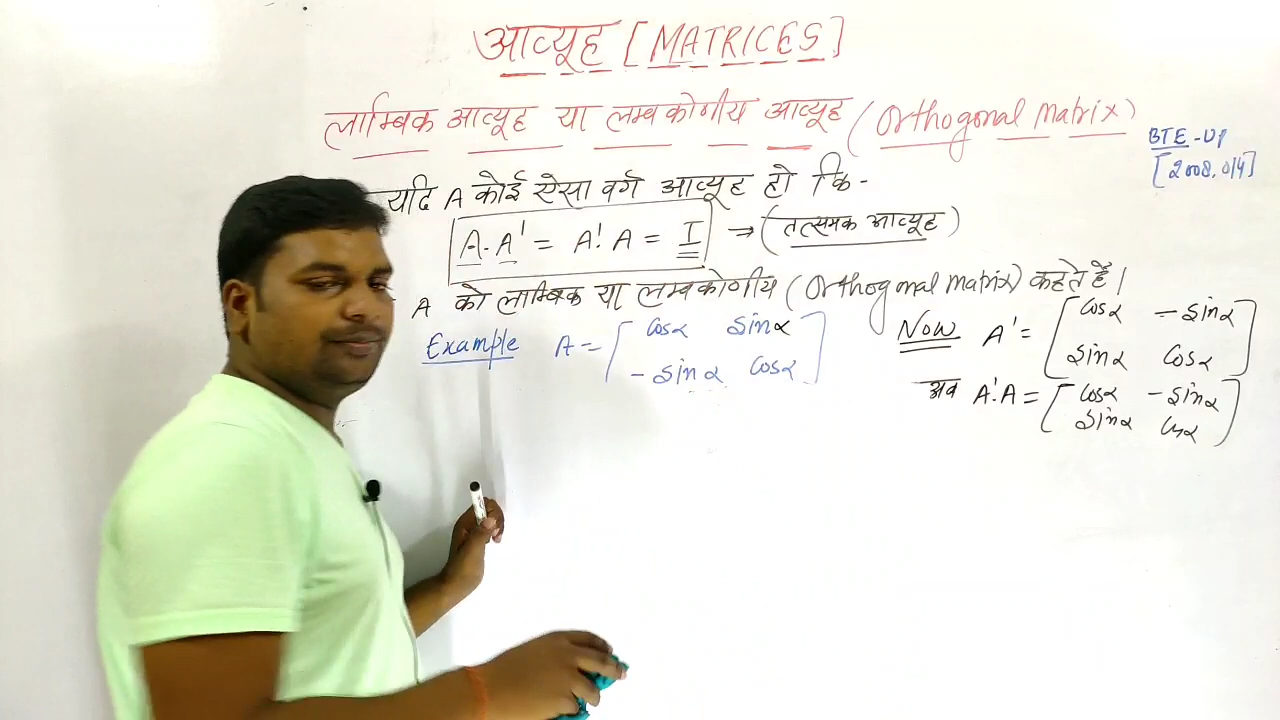 आव्यूह [MATRICES]
लाम्बिक आव्यूह या लम्बकोणीय आव्यूह (Orthogonal Matrix)
BTE-UP
[2008,014]
यदि A कोई ऐसा वर्ग आव्यूह हो कि -
A·A' = A'·A = I → (तत्समक आव्यूह)
A को लाम्बिक या लम्बकोणीय (Orthogonal Matrix) कहते हैं।
Example A = [ cosα sinα
- sinα cosα ]
Now A' = [ cosα - sinα
sinα cosα ]
अब A'·A = [ cosα - sinα
sinα cosα ]